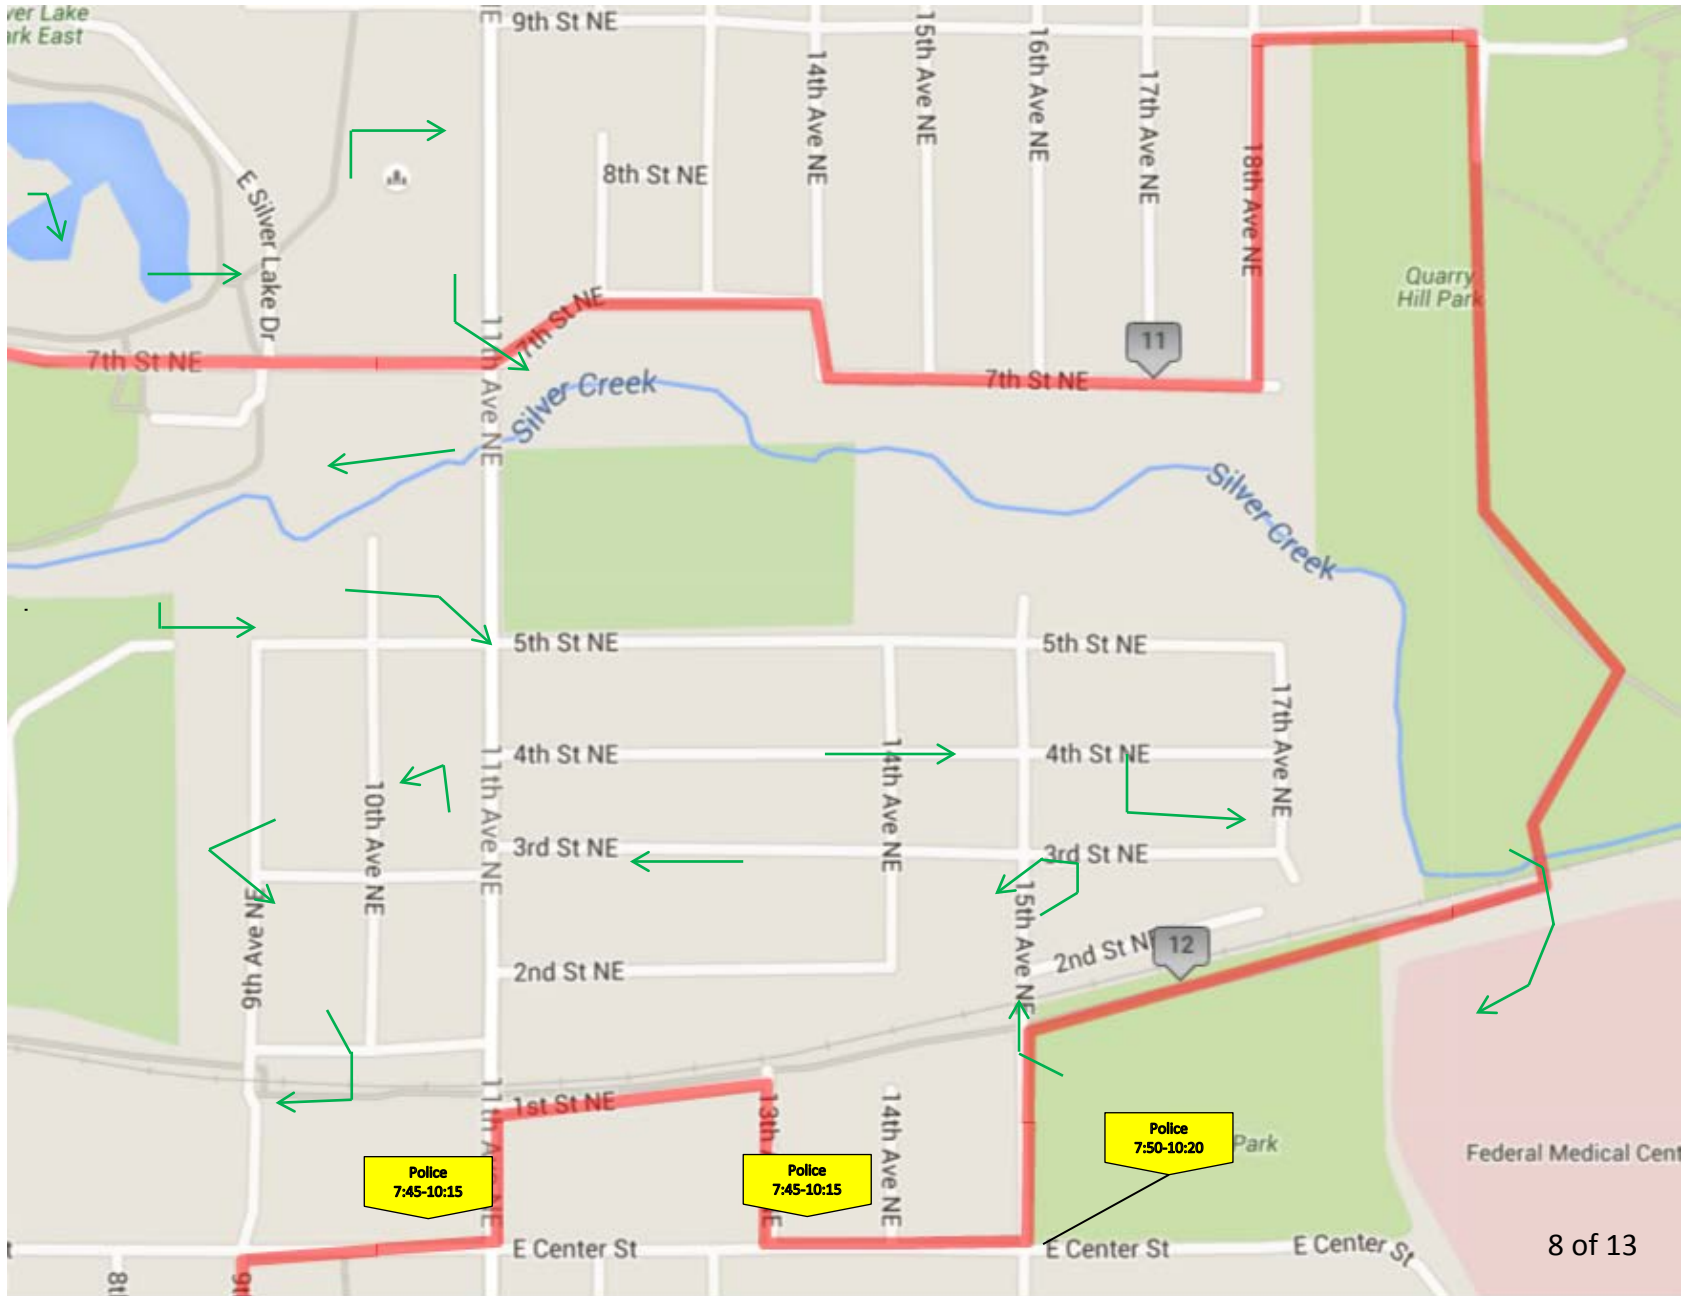 ver Lake
ark East
NE
9th St NE
14th Ave NE
15th Ave NE
16th Ave NE
17th Ave NE
18th Ave NE
8th St NE
E Silver Lake Dr
Quarry
Hill Park
7th St NE
7th St NE
11th Ave NE
11
7th St NE
Silver Creek
Silver Creek
5th St NE
5th St NE
17th Ave NE
4th St NE
4th St NE
11th Ave NE
14th Ave NE
10th Ave NE
3rd St NE
3rd St NE
9th Ave NE
15th Ave NE
2nd St NE
12
2nd St NE
1st St NE
11th Ave NE
13th
E
14th Ave NE
Police
7:45-10:15
Police
7:45-10:15
Police
7:50-10:20
Park
Federal Medical Cent
E Center St
E Center St
E Center St
8 of 13
t
8t
9t